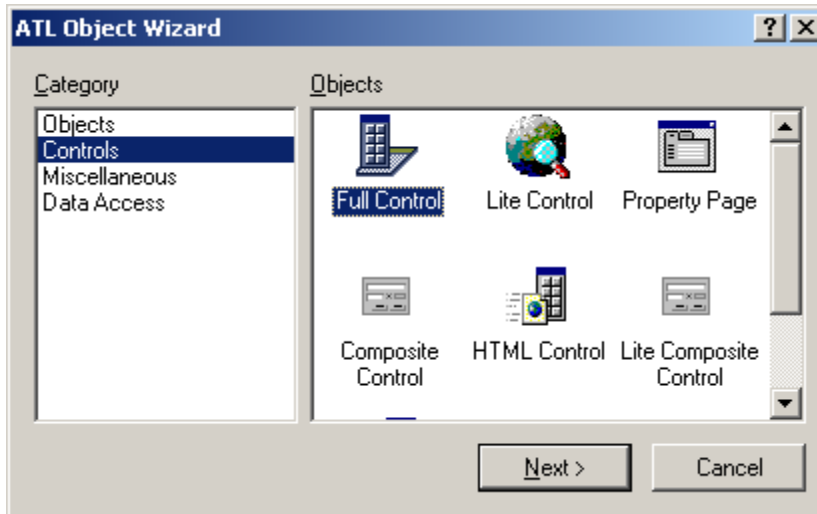 ATL Object Wizard
Category
Objects
Objects
Controls
Miscellaneous
Data Access
Full Control
Lite Control
Property Page
Composite
Control
HTML Control
Lite Composite
Control
Next >
Cancel